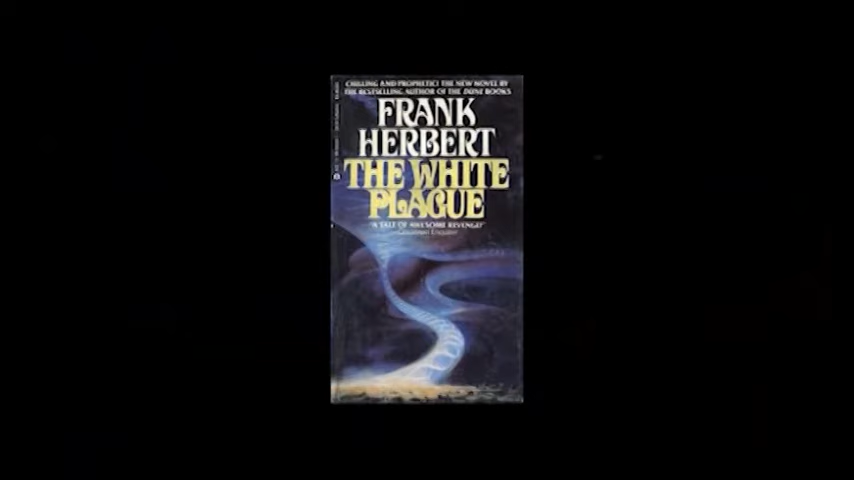 CHILLING AND PROPHETIC! THE NEW NOVEL BY
THE BESTSELLING AUTHOR OF THE DUNE BOOKS
FRANK
HERBERT
THE WHITE
PLAGUE
"A TALE OF AWESOME REVENGE!"